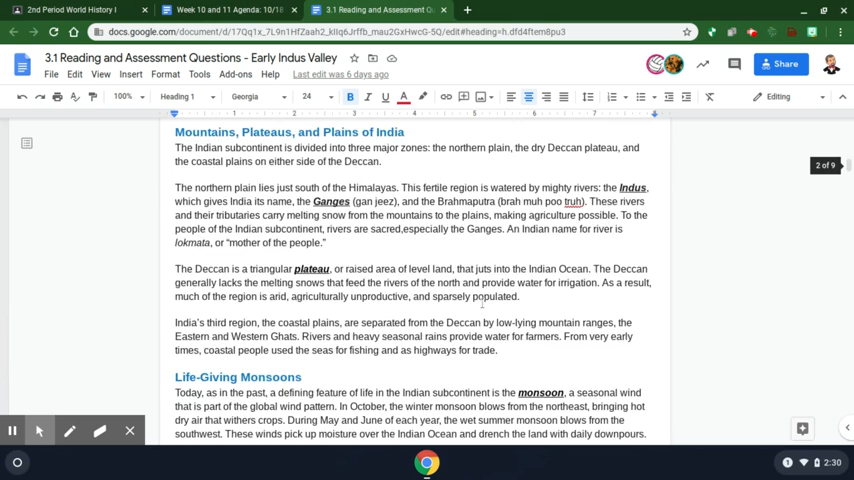 2nd Period World History I
Week 10 and 11 Agenda: 10/18
3.1 Reading and Assessment Qu
docs.google.com/document/d/17Qq1x_7L9n1HfZaah2_kIIq6_Jrffb_mau2GxHwcG-5Q/edit#heading=h.dfd4ftem8pu3
3.1 Reading and Assessment Questions - Early Indus Valley
Share
File Edit View Insert Format Tools Add-ons Help Last edit was 6 days ago
100% Heading 1 Georgia 24 B I U A Editing
1 2 3 4 5 6 7
Mountains, Plateaus, and Plains of India
The Indian subcontinent is divided into three major zones: the northern plain, the dry Deccan plateau, and
the coastal plains on either side of the Deccan.
2 of 9
The northern plain lies just south of the Himalayas. This fertile region is watered by mighty rivers: the Indus,
which gives India its name, the Ganges (gan jeez), and the Brahmaputra (brah muh poo truh). These rivers
and their tributaries carry melting snow from the mountains to the plains, making agriculture possible. To the
people of the Indian subcontinent, rivers are sacred,especially the Ganges. An Indian name for river is
lokmata, or “mother of the people.”
The Deccan is a triangular plateau, or raised area of level land, that juts into the Indian Ocean. The Deccan
generally lacks the melting snows that feed the rivers of the north and provide water for irrigation. As a result,
much of the region is arid, agriculturally unproductive, and sparsely populated.
India’s third region, the coastal plains, are separated from the Deccan by low-lying mountain ranges, the
Eastern and Western Ghats. Rivers and heavy seasonal rains provide water for farmers. From very early
times, coastal people used the seas for fishing and as highways for trade.
Life-Giving Monsoons
Today, as in the past, a defining feature of life in the Indian subcontinent is the monsoon, a seasonal wind
that is part of the global wind pattern. In October, the winter monsoon blows from the northeast, bringing hot
dry air that withers crops. During May and June of each year, the wet summer monsoon blows from the
southwest. These winds pick up moisture over the Indian Ocean and drench the land with daily downpours.
1 2:30